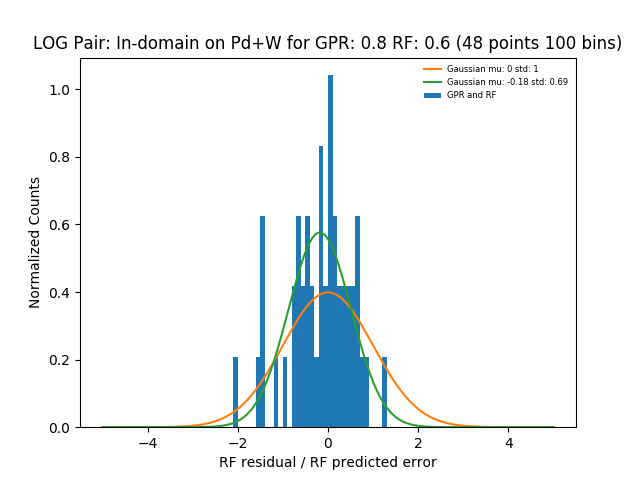 LOG Pair: In-domain on Pd+W for GPR: 0.8 RF: 0.6 (48 points 100 bins)
Gaussian mu: 0 std: 1
Gaussian mu: -0.18 std: 0.69
GPR and RF
Normalized Counts
1.0
0.8
0.6
0.4
0.2
0.0
−4
−2
0
2
4
RF residual / RF predicted error